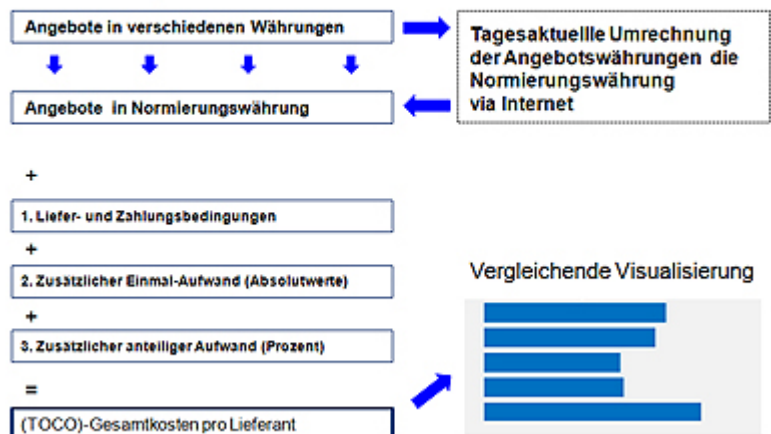 Angebote in verschiedenen Währungen
Tagesaktuellle Umrechnung
der Angebotswährungen die
Normierungswährung
via Internet
Angebote in Normierungswährung
+
1. Liefer- und Zahlungsbedingungen
+
2. Zusätzlicher Einmal-Aufwand (Absolutwerte)
+
3. Zusätzlicher anteiliger Aufwand (Prozent)
=
(TOCO)-Gesamtkosten pro Lieferant
Vergleichende Visualisierung